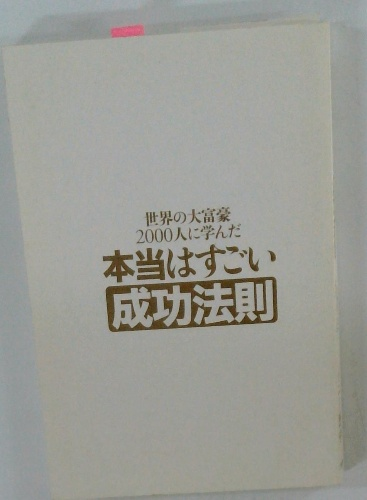 世界の大富豪
2000人に学んだ
本当はすごい
成功法則